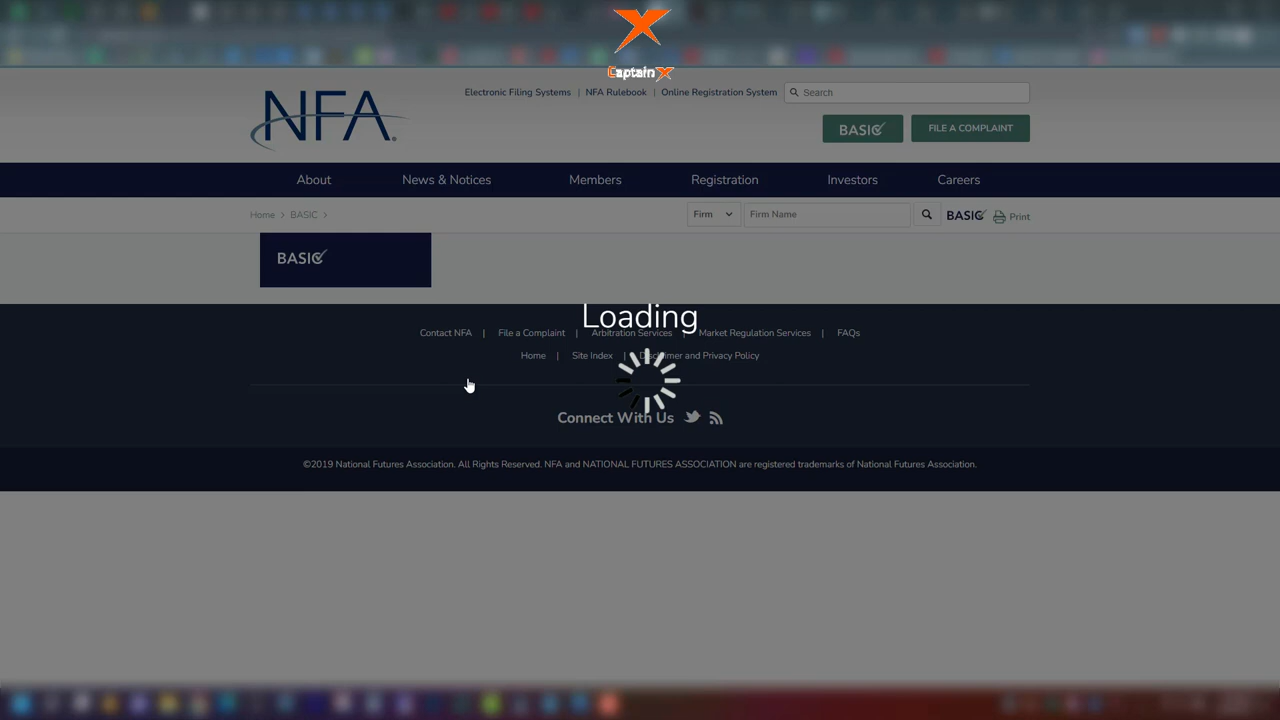 CaptainX
Electronic Filing Systems | NFA Rulebook | Online Registration System
Search
NFA.
BASIC
FILE A COMPLAINT
About News & Notices Members Registration Investors Careers
Home > BASIC >
Firm
Firm Name
BASIC
Print
BASIC
Loading
Contact NFA | File a Complaint | Arbitration Services | Market Regulation Services | FAQs
Home | Site Index | Disclaimer and Privacy Policy
Connect With Us
©2019 National Futures Association. All Rights Reserved. NFA and NATIONAL FUTURES ASSOCIATION are registered trademarks of National Futures Association.